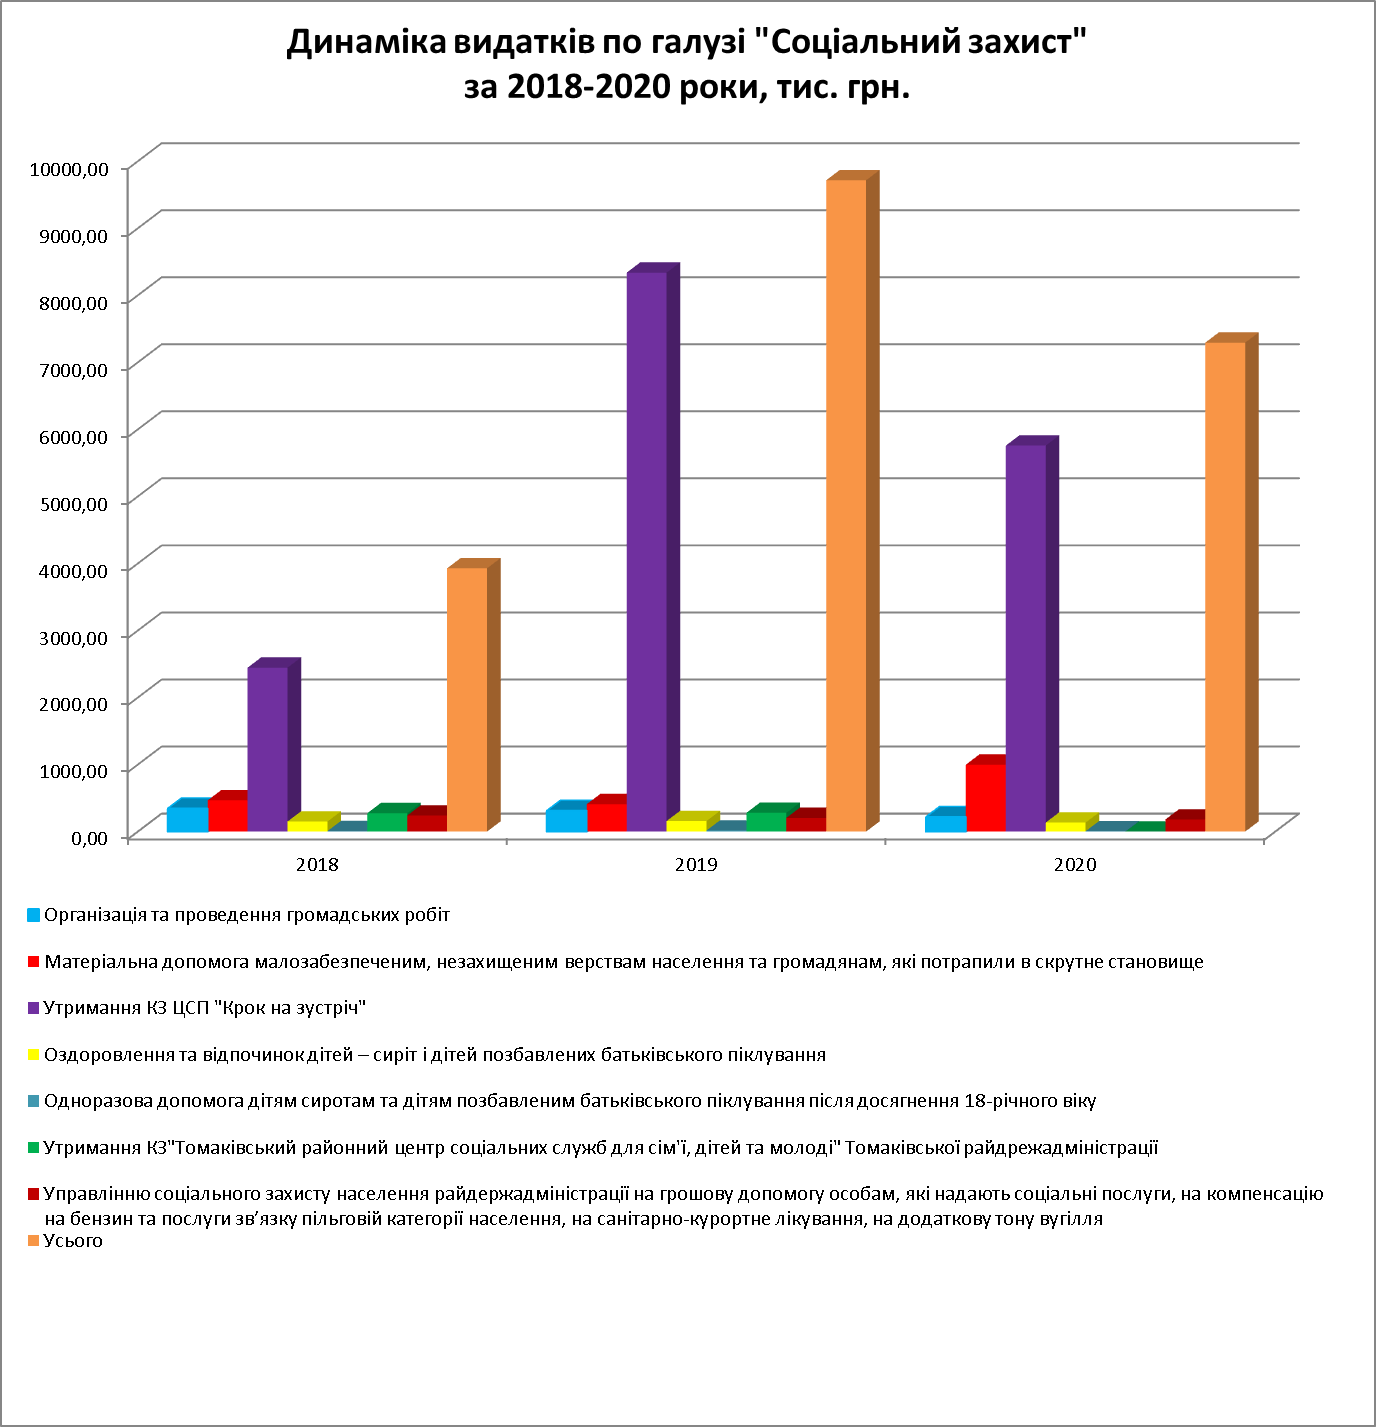 Динаміка видатків по галузі "Соціальний захист"
за 2018-2020 роки, тис. грн.
10000,00
9000,00
8000,00
7000,00
6000,00
5000,00
4000,00
3000,00
2000,00
1000,00
0,00
2018
2019
2020
Організація та проведення громадських робіт
Матеріальна допомога малозабезпеченим, незахищеним верствам населення та громадянам, які потрапили в скрутне становище
Утримання КЗ ЦСП "Крок на зустріч"
Оздоровлення та відпочинок дітей – сиріт і дітей позбавлених батьківського піклування
Одноразова допомога дітям сиротам та дітям позбавленим батьківського піклування після досягнення 18-річного віку
Утримання КЗ"Томаківський районний центр соціальних служб для сім'ї, дітей та молоді" Томаківської райдрежадміністрації
Управлінню соціального захисту населення райдержадміністрації на грошову допомогу особам, які надають соціальні послуги, на компенсацію
на бензин та послуги зв’язку пільговій категорії населення, на санітарно-курортне лікування, на додаткову тону вугілля
Усього